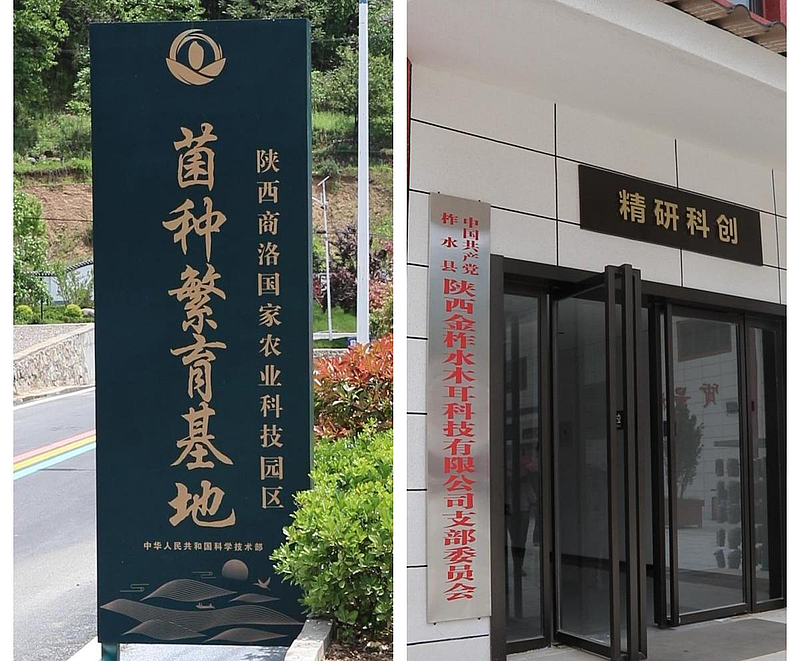 陕西商洛国家农业科技园区
菌种繁育基地
中华人民共和国科学技术部
精研科创
中国共产党
柞水县
陕西金柞水木耳科技有限公司支部委员会